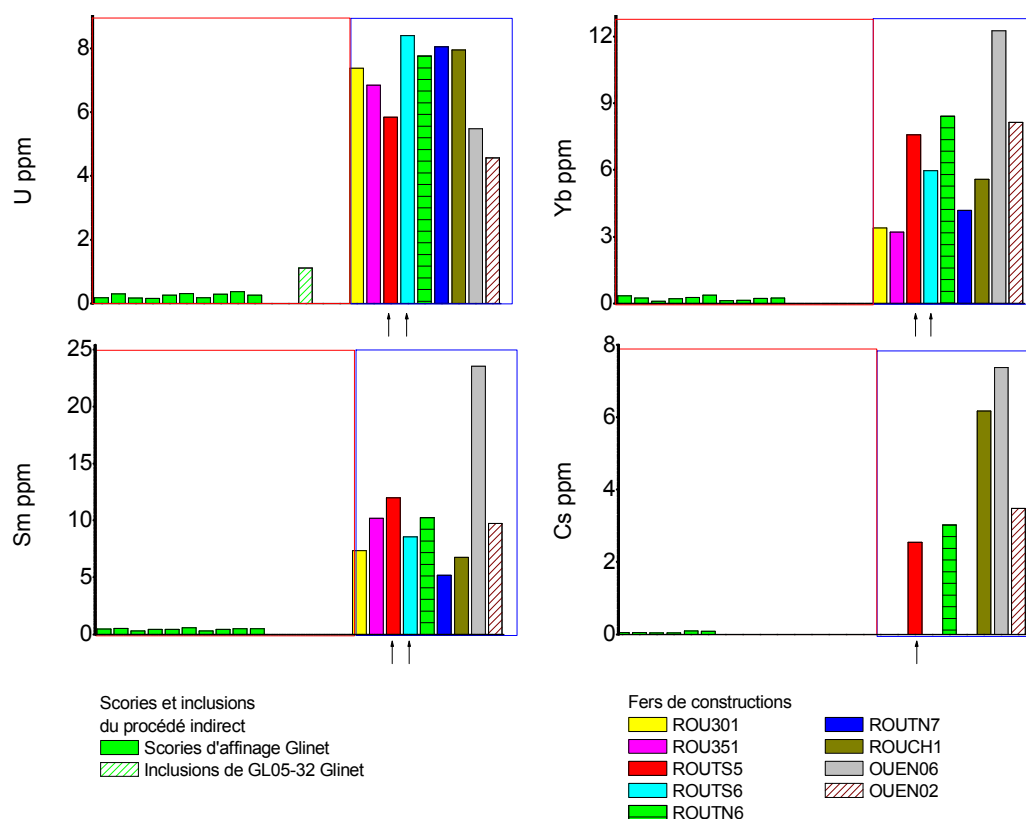 U ppm
8
6
4
2
0
Yb ppm
12
9
6
3
0
Sm ppm
25
20
15
10
5
0
Cs ppm
8
6
4
2
0
Scories et inclusions
du procédé indirect
Scories d'affinage Glinet
Inclusions de GL05-32 Glinet
Fers de constructions
ROU301
ROU351
ROUTS5
ROUTS6
ROUTN6
ROUTN7
ROUCH1
OUEN06
OUEN02